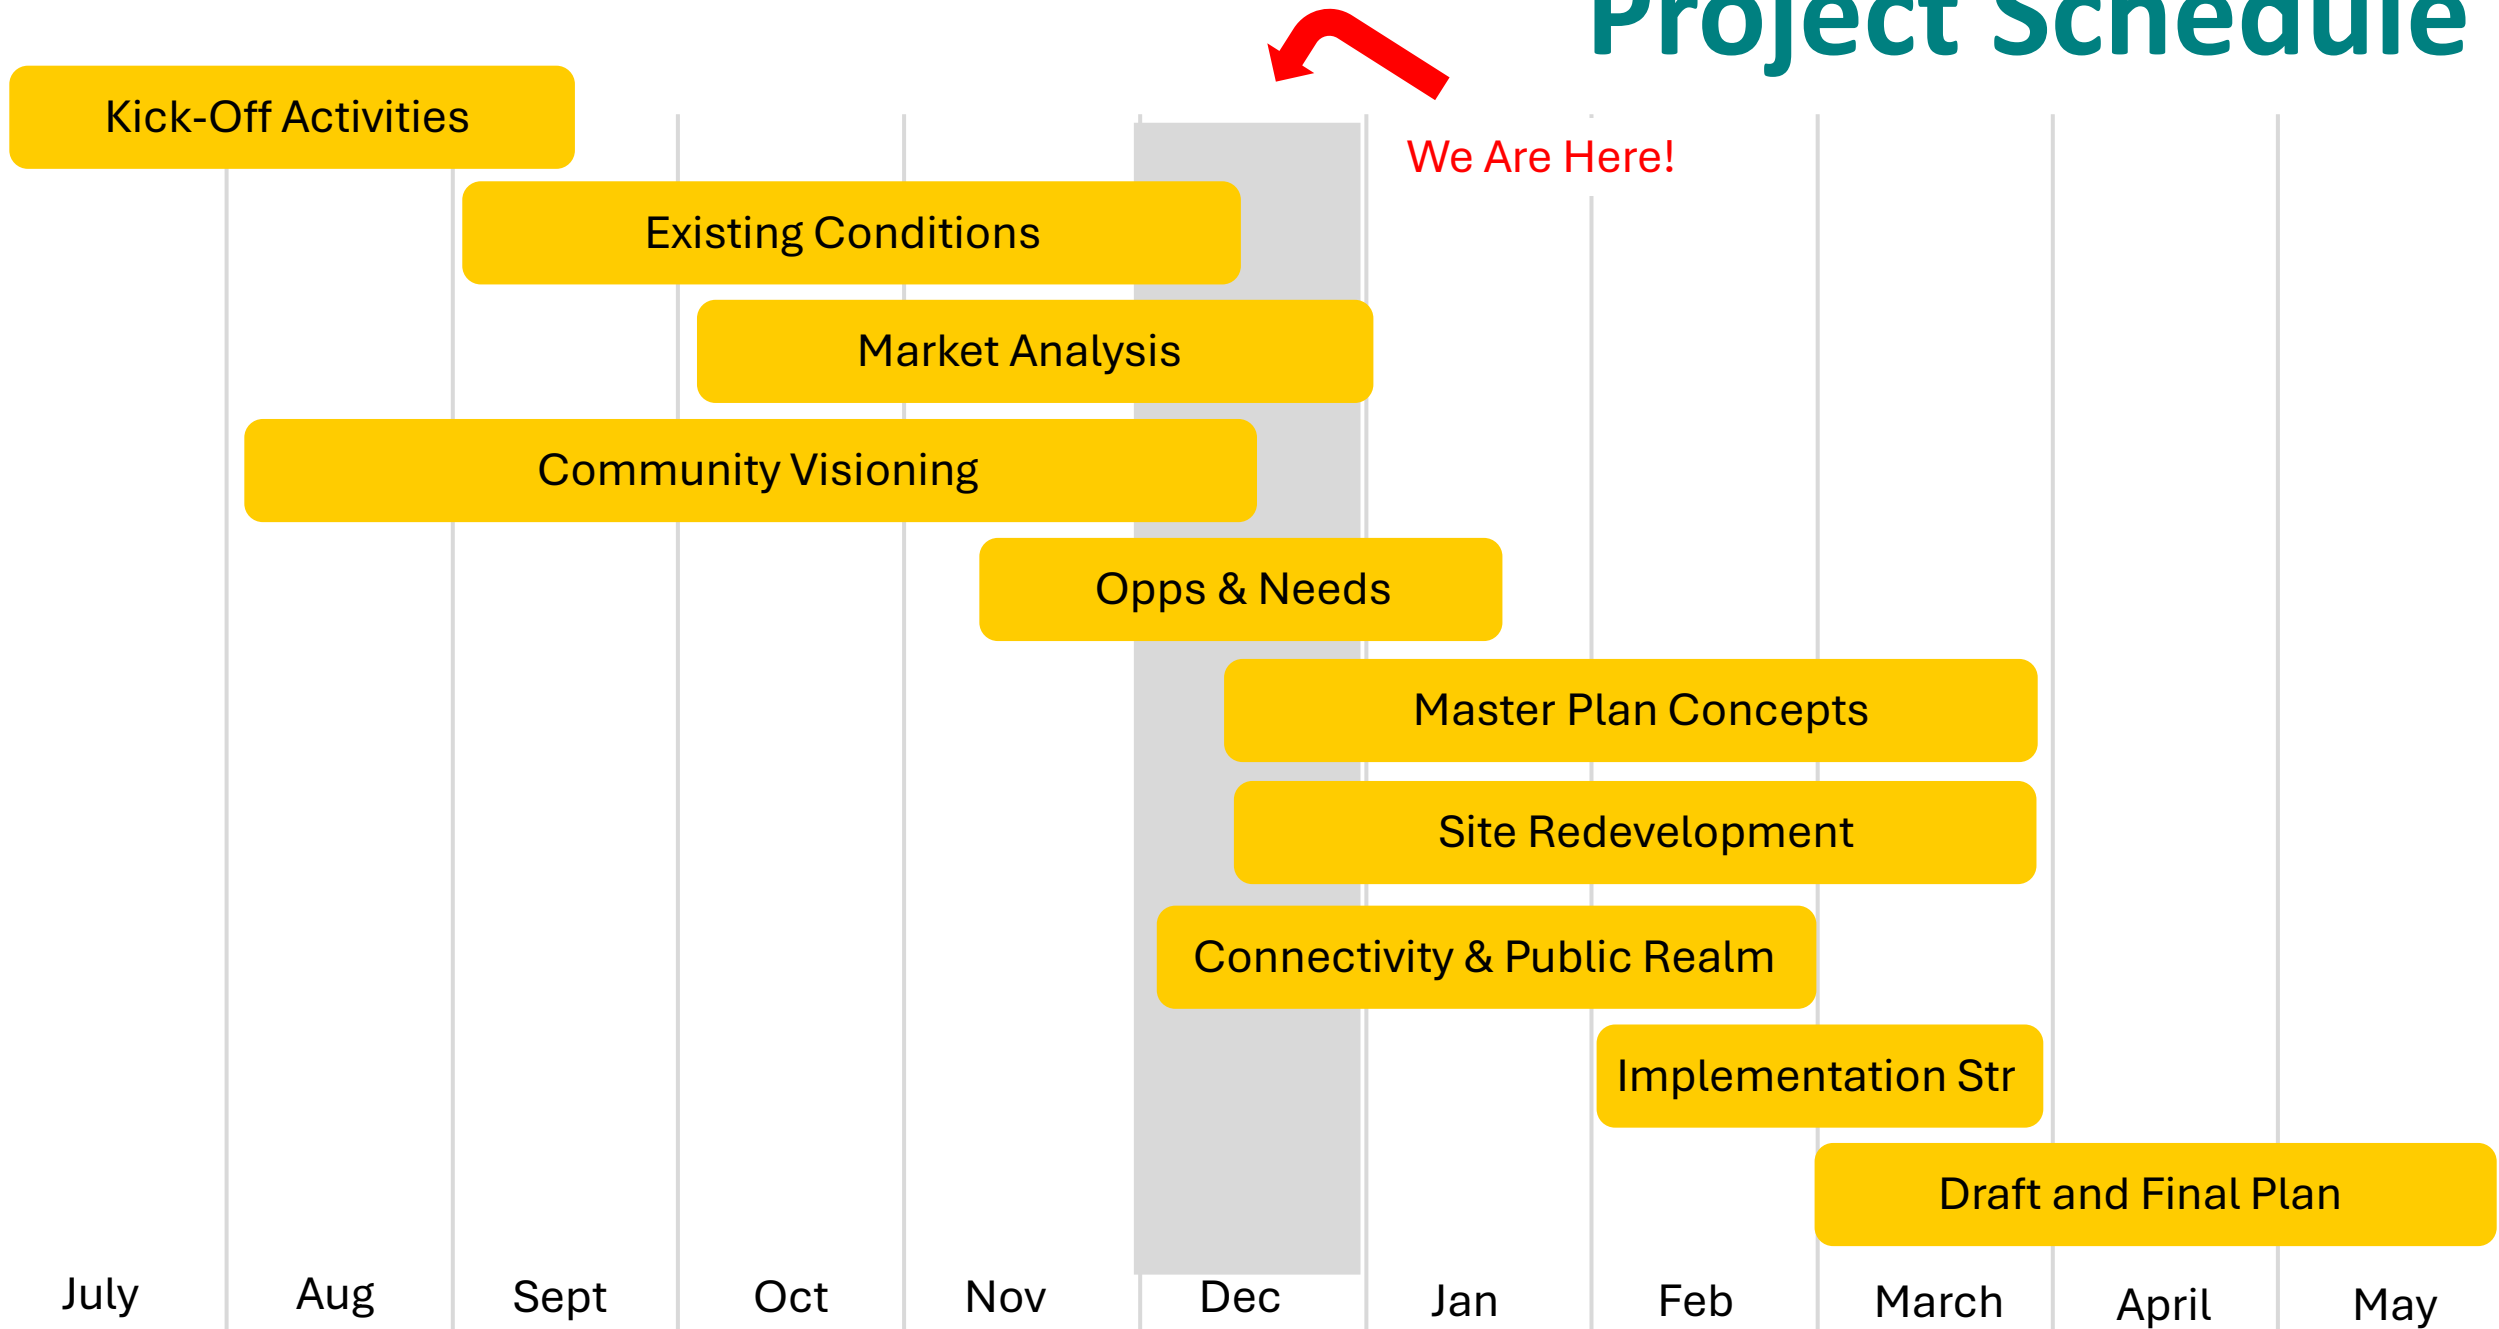 Project Schedule
Kick-Off Activities
We Are Here!
Existing Conditions
Market Analysis
Community Visioning
Opps & Needs
Master Plan Concepts
Site Redevelopment
Connectivity & Public Realm
Implementation Str
Draft and Final Plan
July Aug Sept Oct Nov Dec Jan Feb March April May